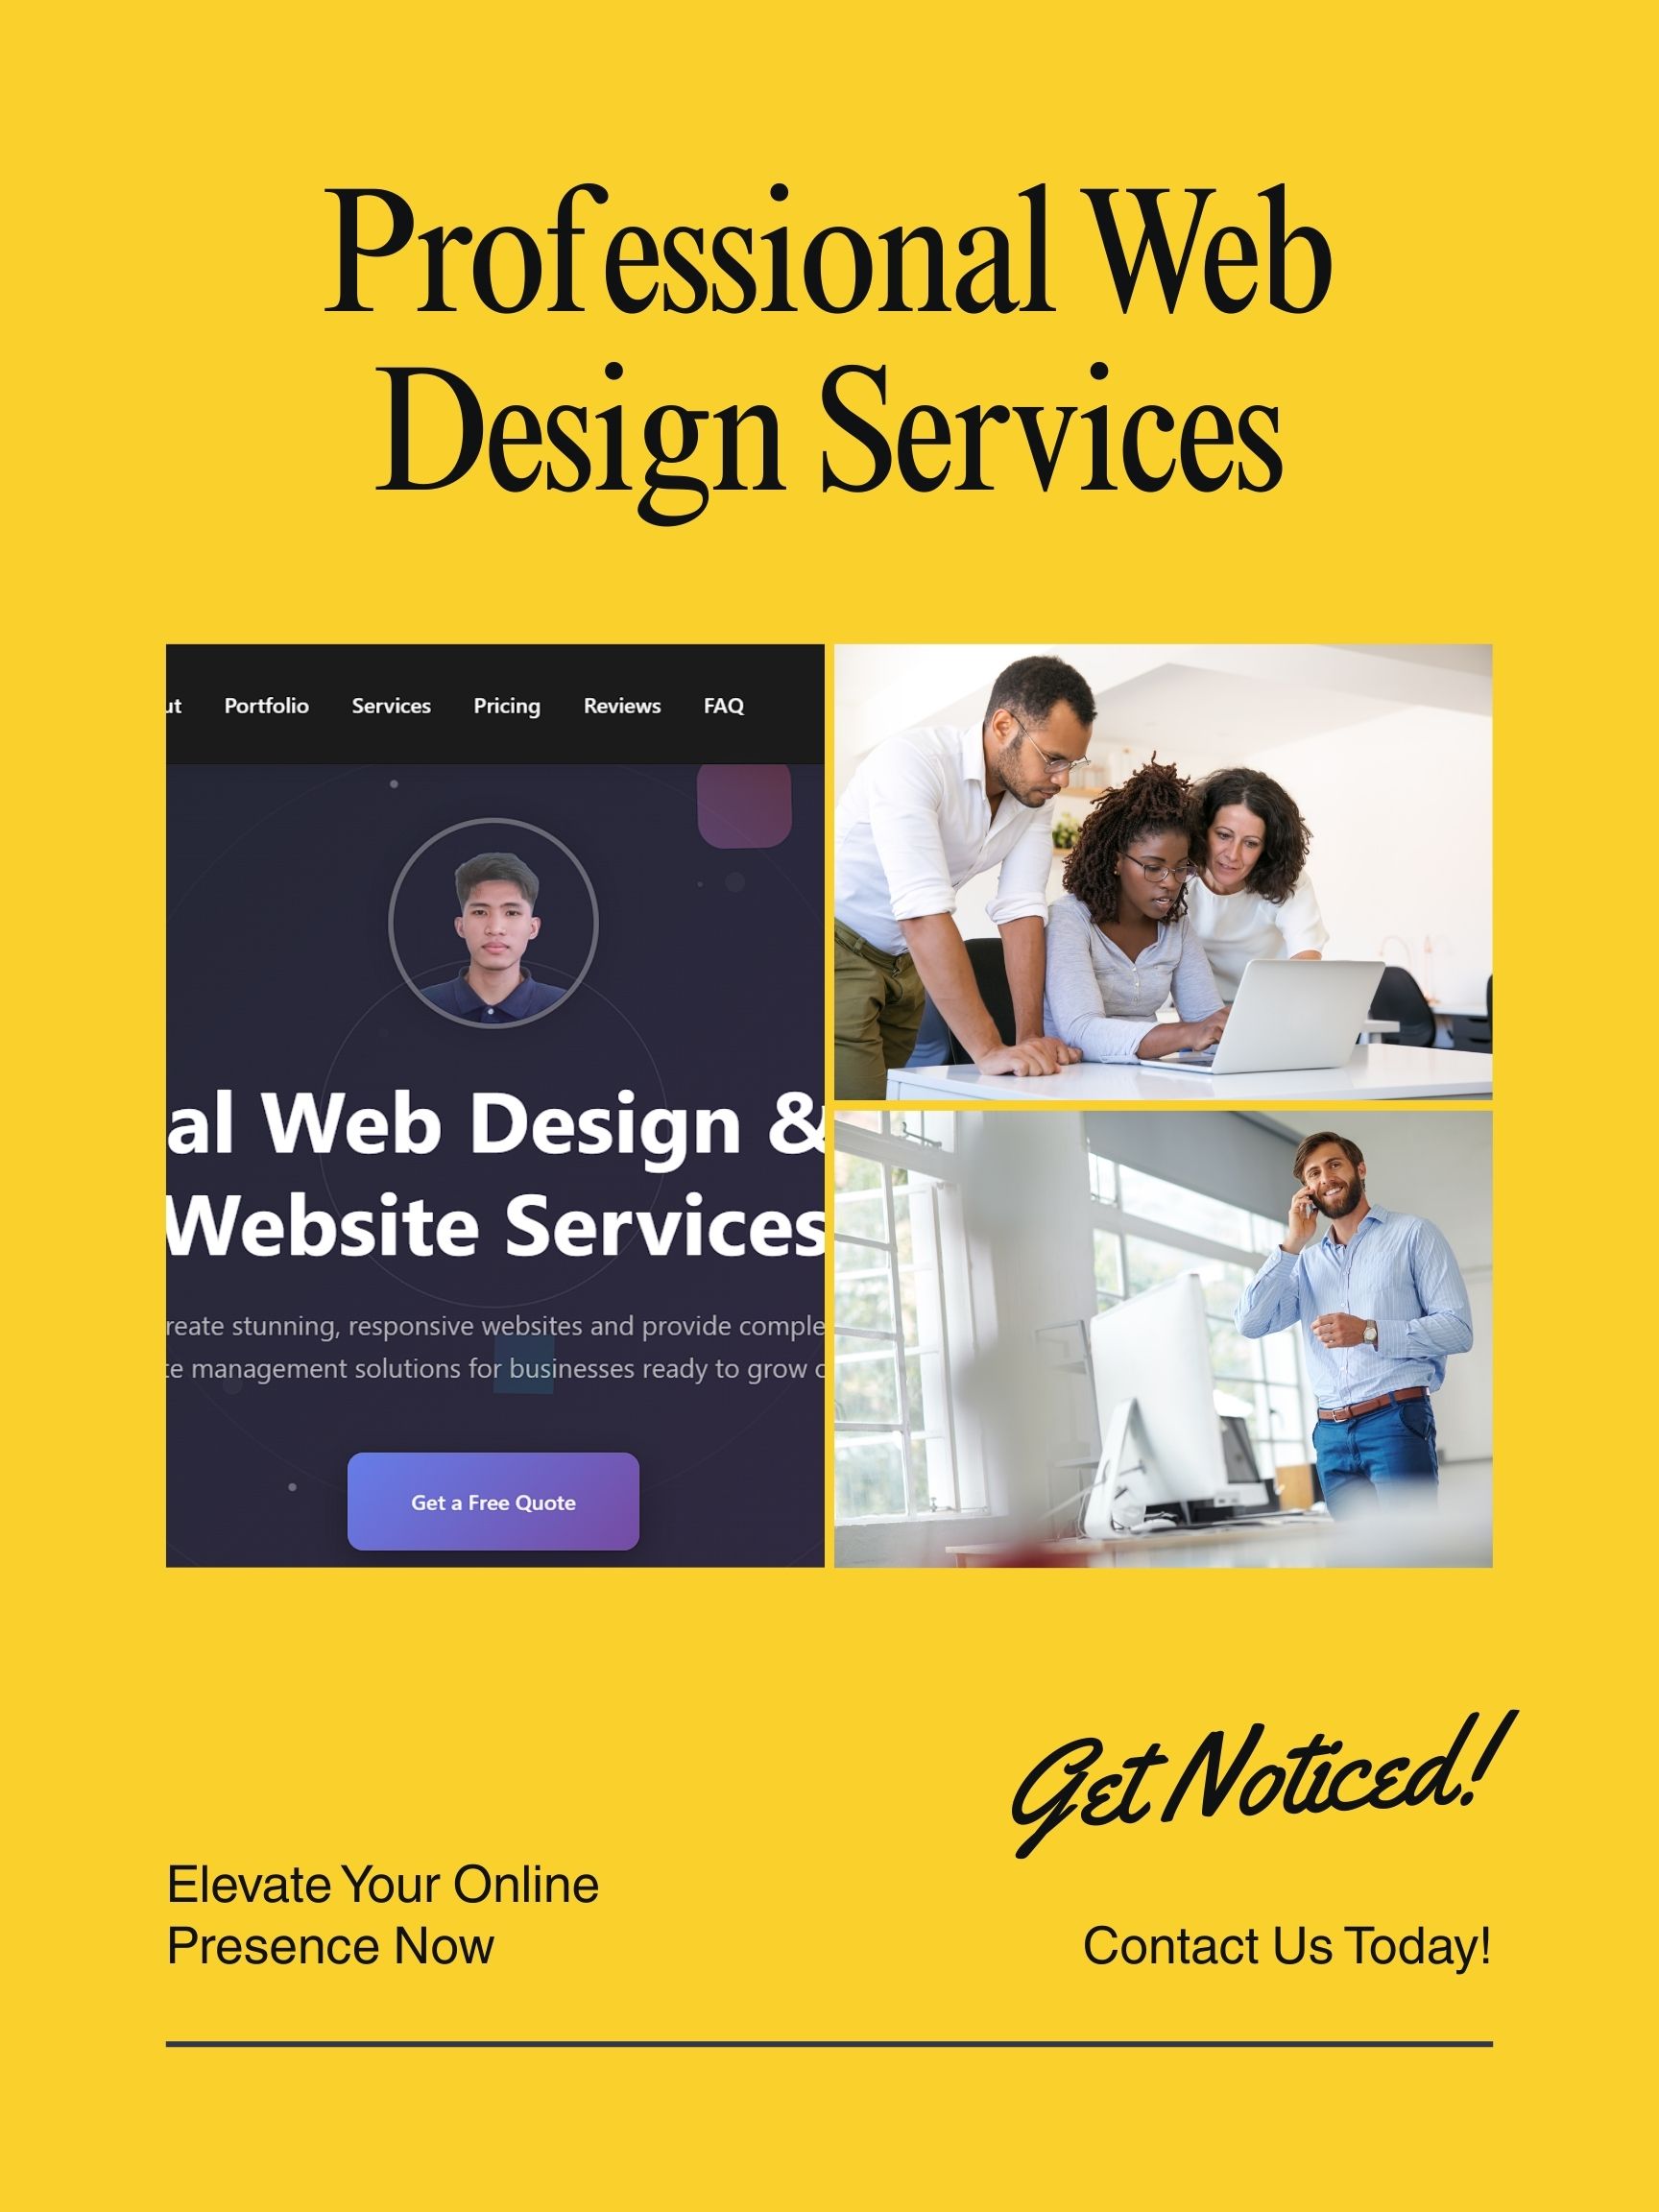 Professional Web
Design Services
Portfolio Services Pricing Reviews FAQ
al Web Design &
Website Services
reate stunning, responsive websites and provide comple
management solutions for businesses ready to grow
Get a Free Quote
Get Noticed!
Elevate Your Online
Presence Now
Contact Us Today!